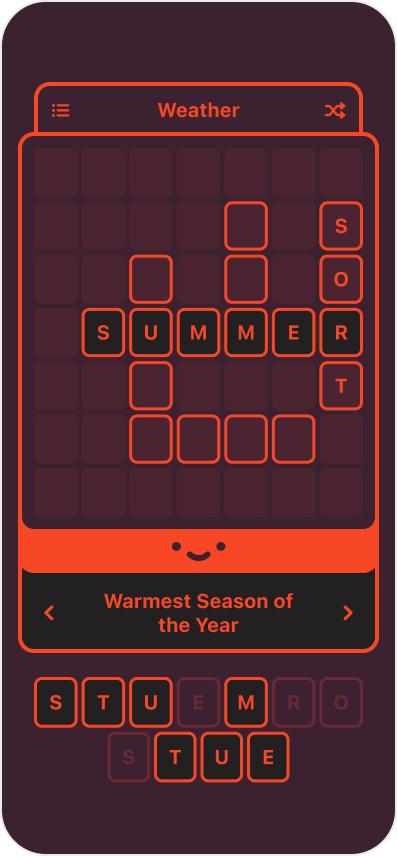 Weather
S
O
S U M M E R
T
Warmest Season of
the Year
S T U E M R O
S T U E